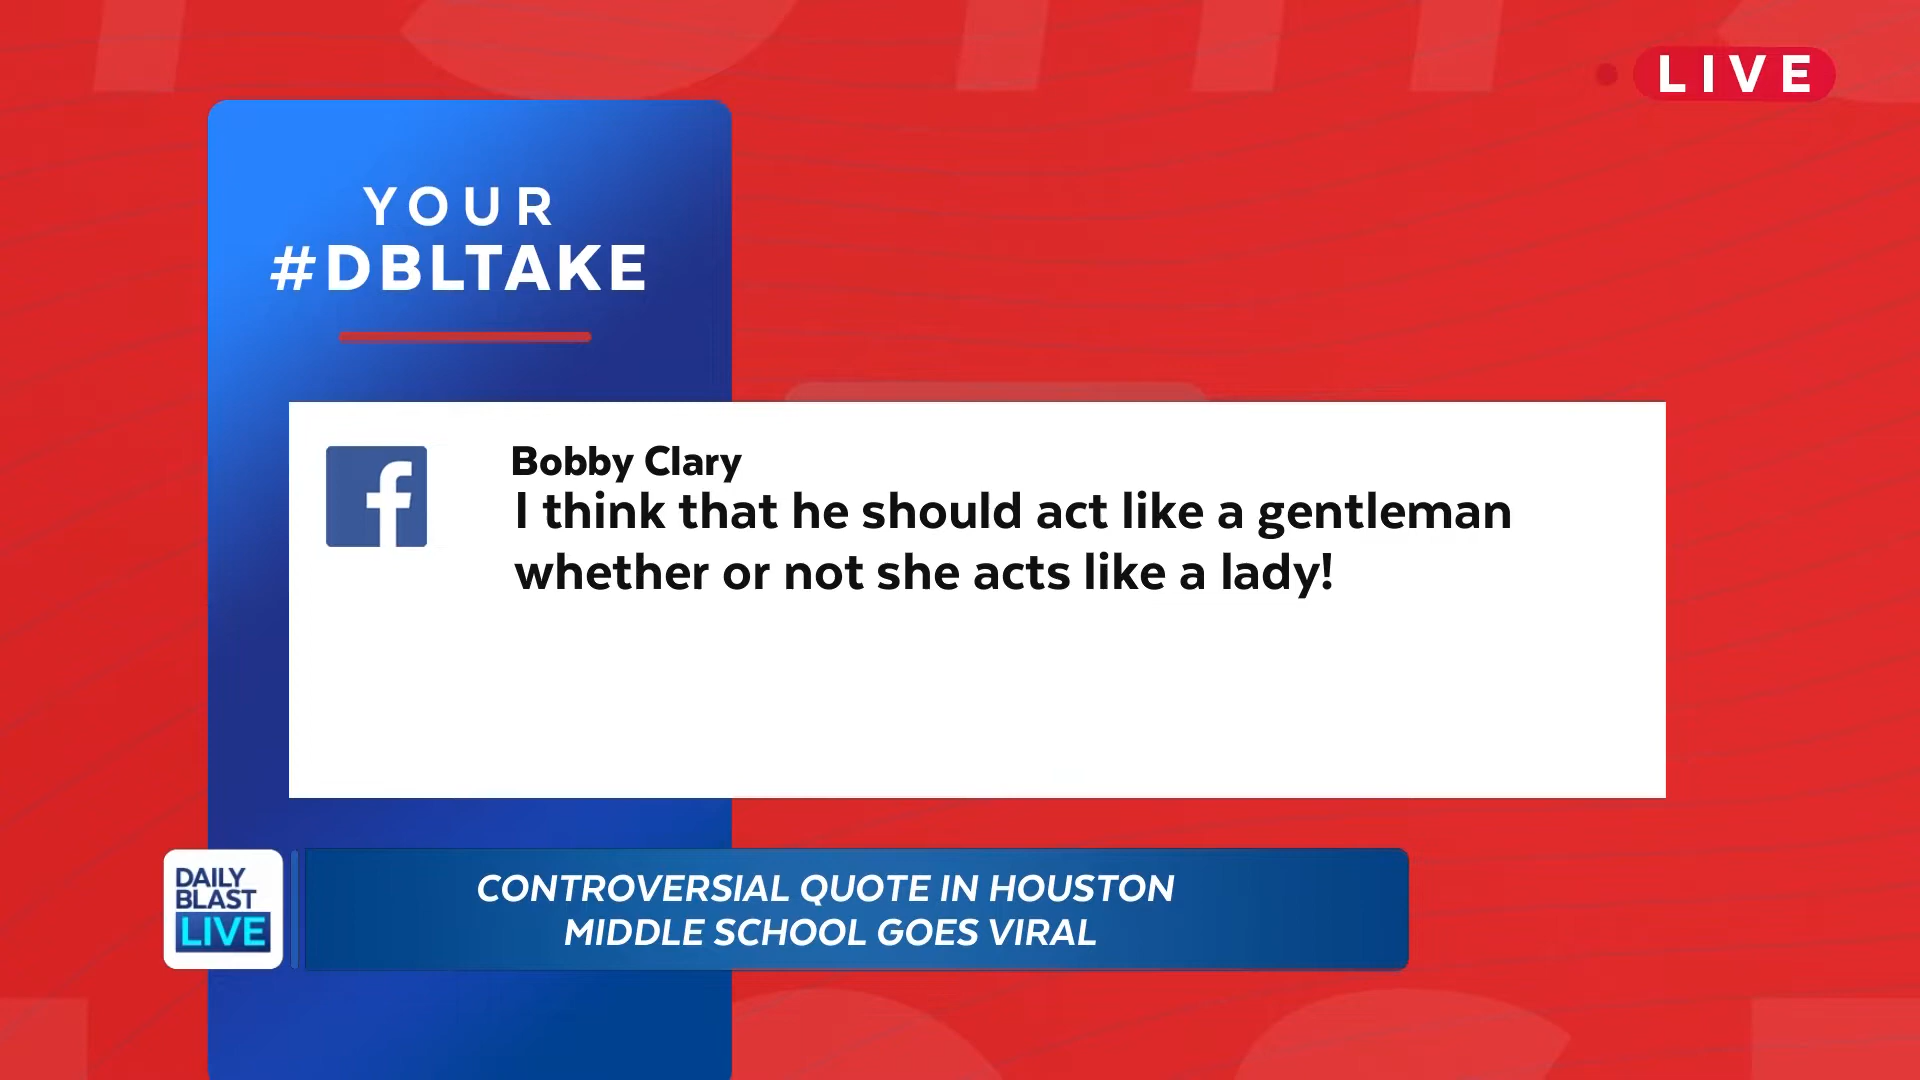 LIVE
YOUR
#DBLTAKE
Bobby Clary
I think that he should act like a gentleman
whether or not she acts like a lady!
DAILY
BLAST
LIVE
CONTROVERSIAL QUOTE IN HOUSTON
MIDDLE SCHOOL GOES VIRAL